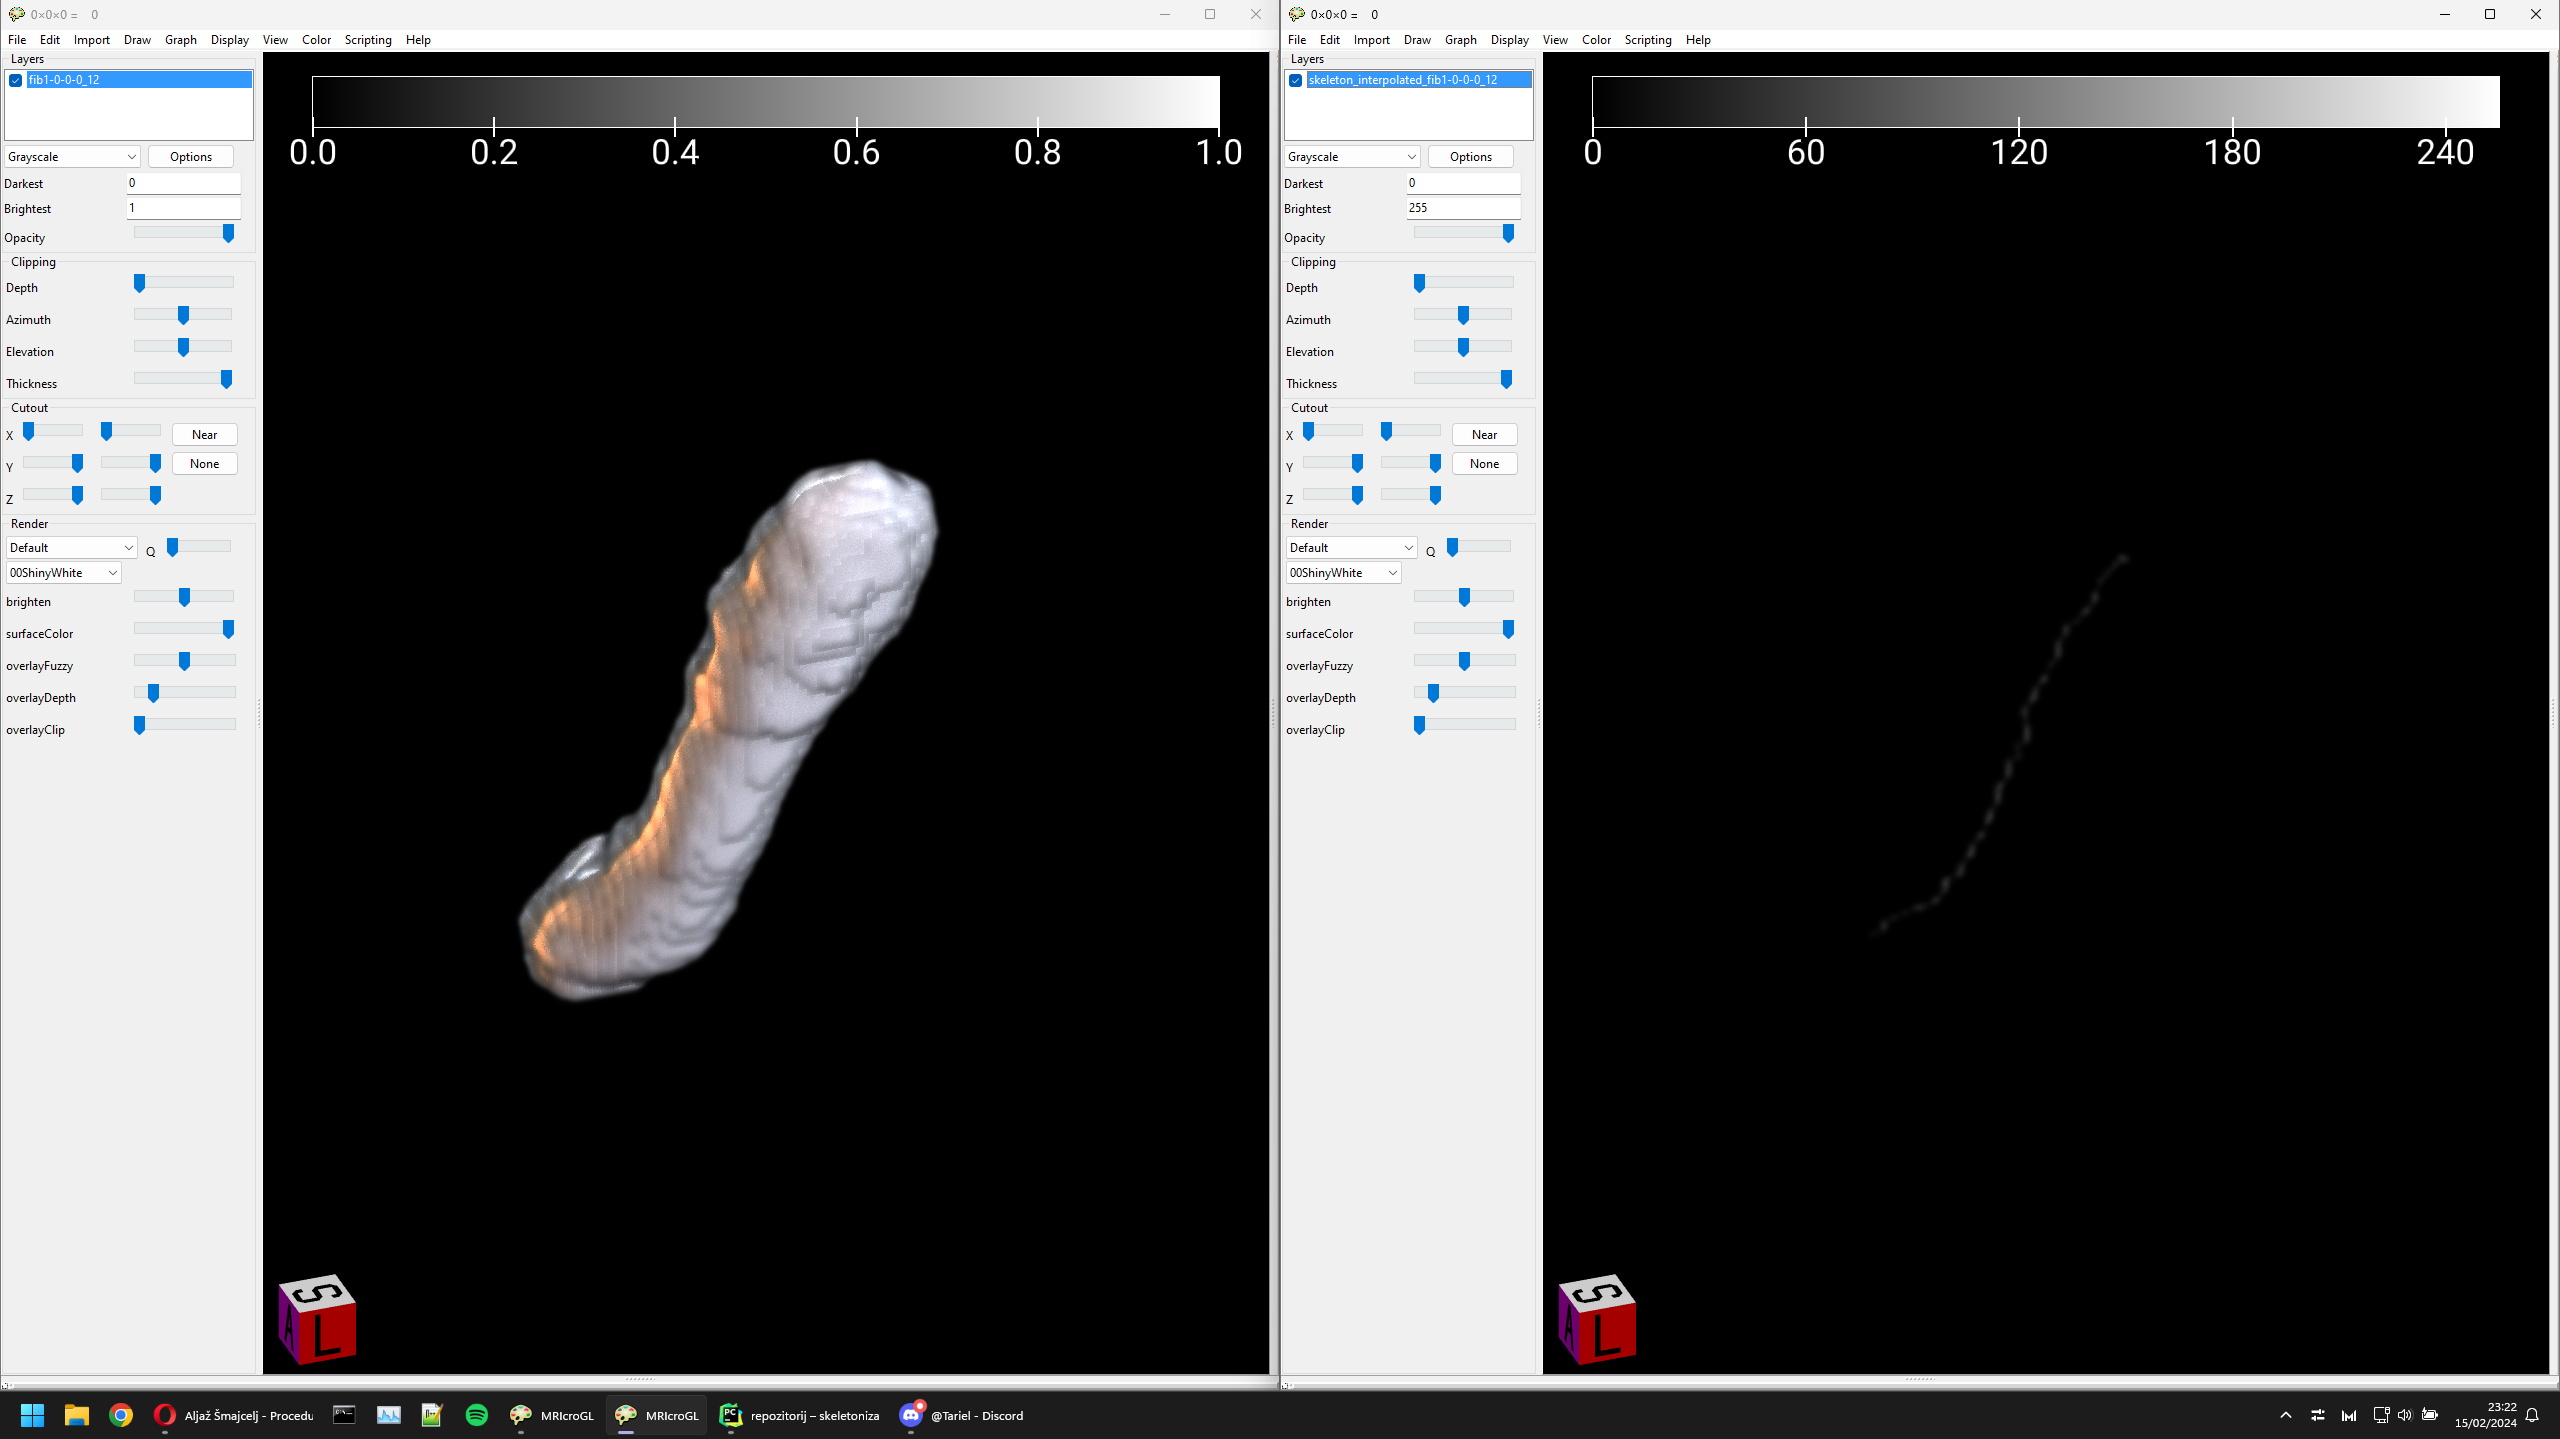 0×0×0 = 0
File Edit Import Draw Graph Display View Color Scripting Help
Layers
fib1-0-0-0_12
Grayscale Options
Darkest 0
Brightest 1
Opacity
Clipping
Depth
Azimuth
Elevation
Thickness
Cutout
X Near
Y None
Z
Render
Default Q
00ShinyWhite
brighten
surfaceColor
overlayFuzzy
overlayDepth
overlayClip
0.0 0.2 0.4 0.6 0.8 1.0
S
A L
0×0×0 = 0
File Edit Import Draw Graph Display View Color Scripting Help
Layers
skeleton_interpolated_fib1-0-0-0_12
Grayscale Options
Darkest 0
Brightest 255
Opacity
Clipping
Depth
Azimuth
Elevation
Thickness
Cutout
X Near
Y None
Z
Render
Default Q
00ShinyWhite
brighten
surfaceColor
overlayFuzzy
overlayDepth
overlayClip
0 60 120 180 240
S
A L
Aljaž Šmajcelj - Procedu MRIcroGL MRIcroGL repozitorij – skeletoniza @Tariel - Discord
23:22
15/02/2024